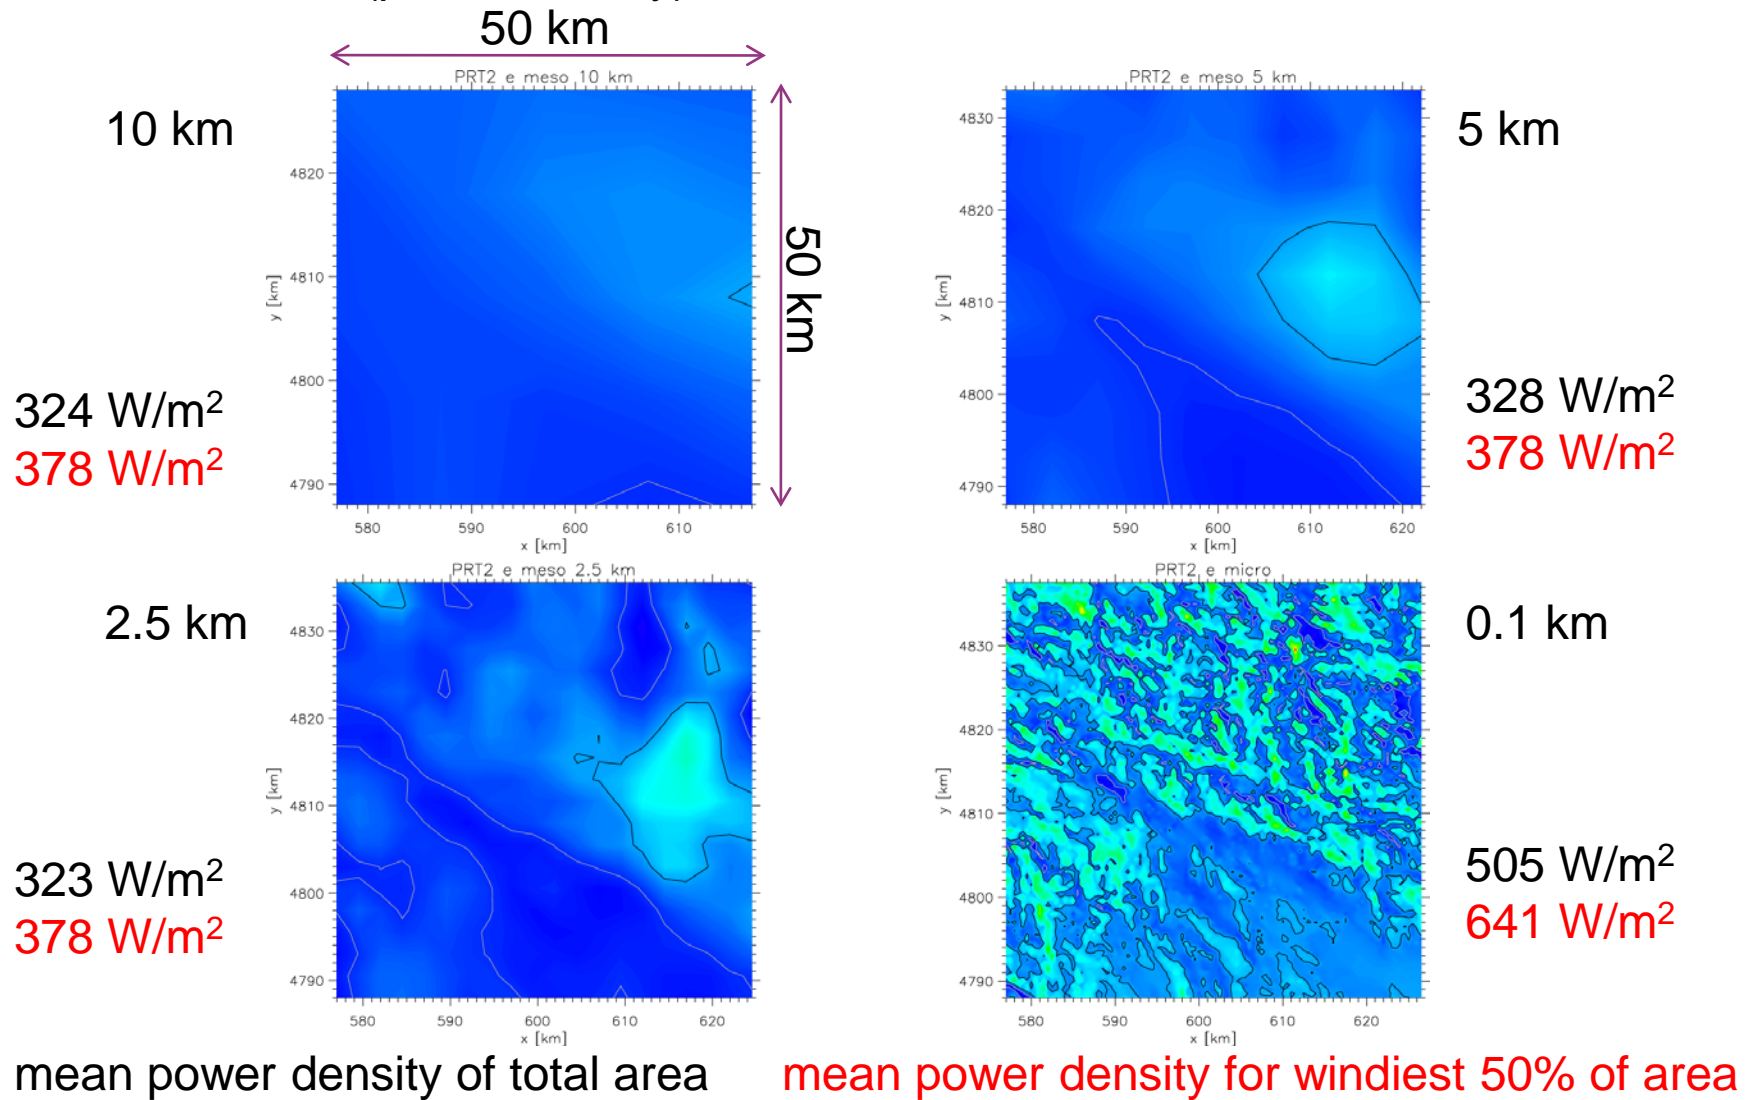 50 km
PRT2 e meso 10 km
10 km
4820
4810
4800
4790
y [km]
580 590 600 610
x [km]
50 km
324 W/m²
378 W/m²
PRT2 e meso 5 km
5 km
4830
4820
4810
4800
4790
y [km]
580 590 600 610 620
x [km]
328 W/m²
378 W/m²
PRT2 e meso 2.5 km
2.5 km
4830
4820
4810
4800
4790
y [km]
580 590 600 610 620
x [km]
323 W/m²
378 W/m²
PRT2 e micro
0.1 km
4830
4820
4810
4800
4790
y [km]
580 590 600 610 620
x [km]
505 W/m²
641 W/m²
mean power density of total area
mean power density for windiest 50% of area